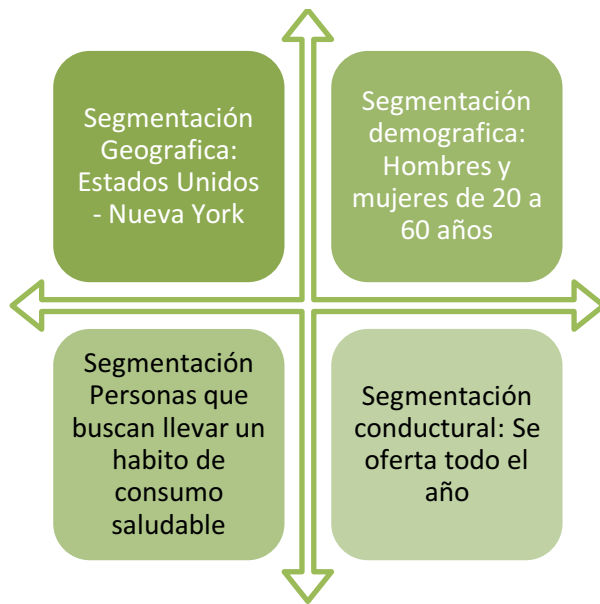 Segmentación
Geografica:
Estados Unidos
- Nueva York
Segmentación
demografica:
Hombres y
mujeres de 20 a
60 años
Segmentación
Personas que
buscan llevar un
habito de
consumo
saludable
Segmentación
conductural: Se
oferta todo el
año